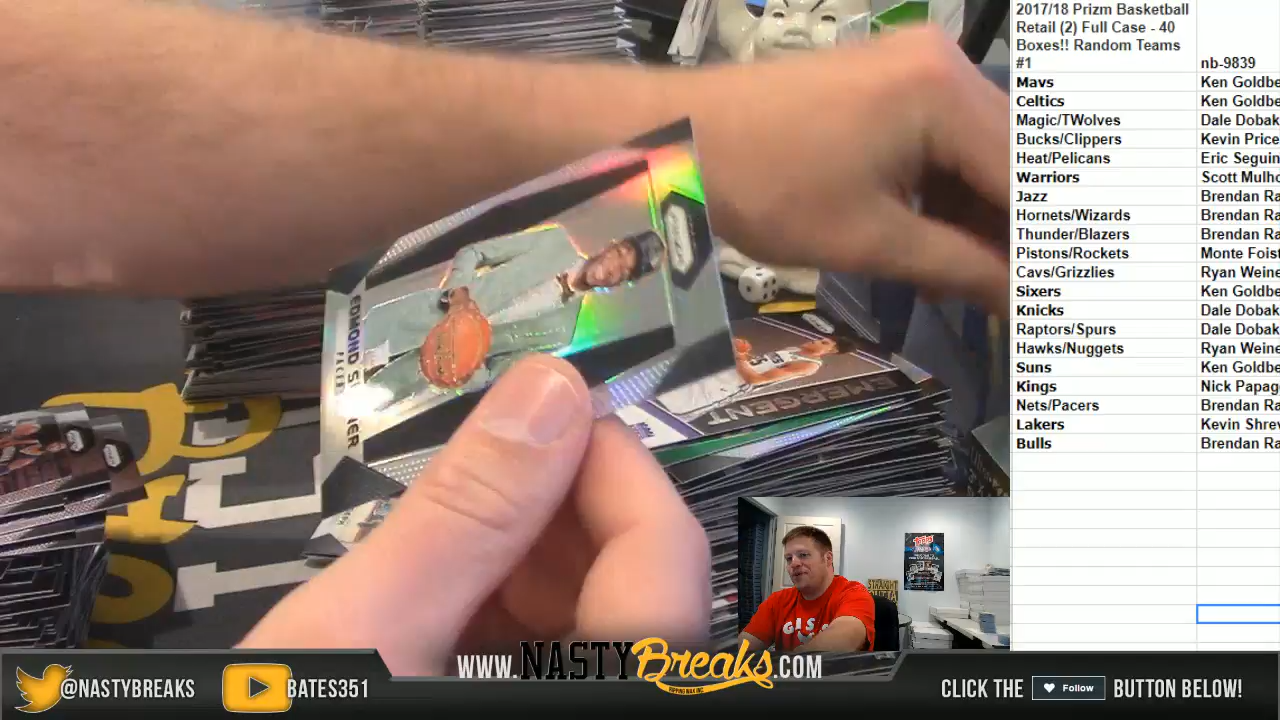 2017/18 Prizm Basketball
Retail (2) Full Case - 40
Boxes!! Random Teams
#1 nb-9839
Mavs Ken Goldbe
Celtics Ken Goldbe
Magic/TWolves Dale Dobak
Bucks/Clippers Kevin Price
Heat/Pelicans Eric Seguin
Warriors Scott Mulho
Jazz Brendan Ra
Hornets/Wizards Brendan Ra
Thunder/Blazers Brendan Ra
Pistons/Rockets Monte Foist
Cavs/Grizzlies Ryan Weine
Sixers Ken Goldbe
Knicks Dale Dobak
Raptors/Spurs Dale Dobak
Hawks/Nuggets Ryan Weine
Suns Ken Goldbe
Kings Nick Papag
Nets/Pacers Brendan Ra
Lakers Kevin Shrev
Bulls Brendan Ra
EDMOND
EMERGENT
STRAIGHT
WWW.NASTYBreaks.COM
@NASTYBREAKS
BATES351
CLICK THE Follow BUTTON BELOW!